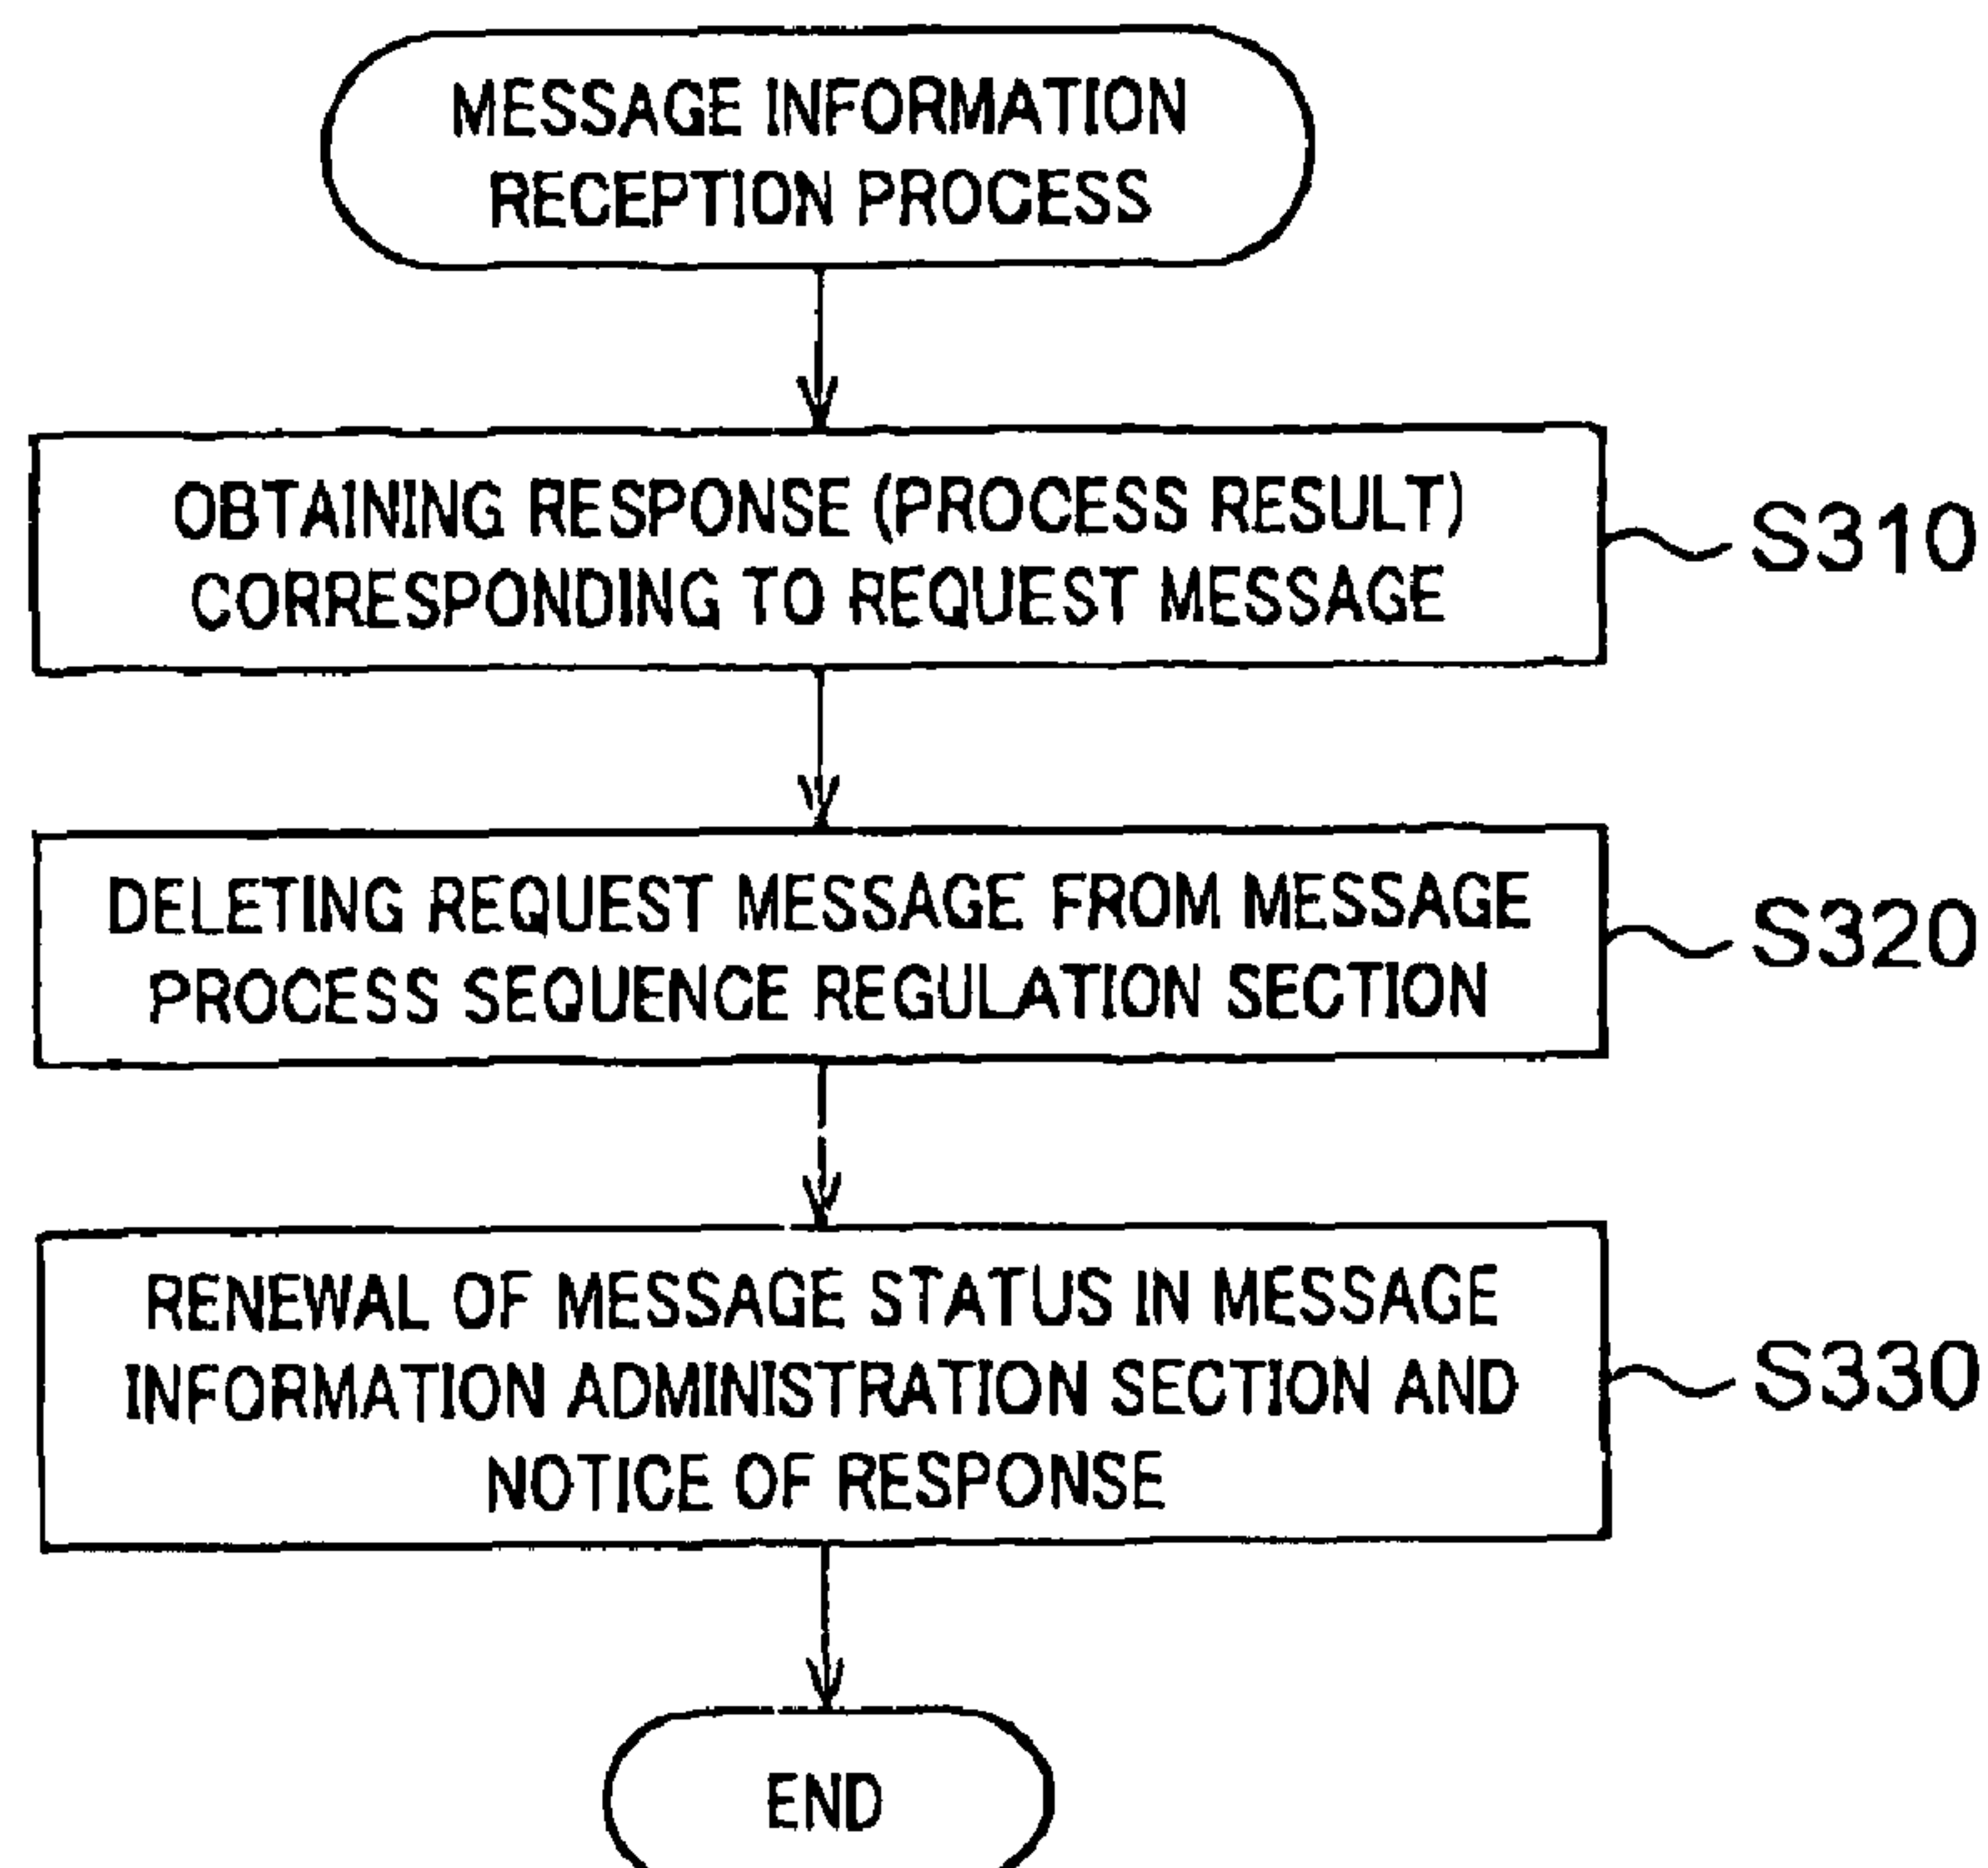 MESSAGE INFORMATION
RECEPTION PROCESS
OBTAINING RESPONSE (PROCESS RESULT)
CORRESPONDING TO REQUEST MESSAGE
S310
DELETING REQUEST MESSAGE FROM MESSAGE
PROCESS SEQUENCE REGULATION SECTION
S320
RENEWAL OF MESSAGE STATUS IN MESSAGE
INFORMATION ADMINISTRATION SECTION AND
NOTICE OF RESPONSE
S330
END